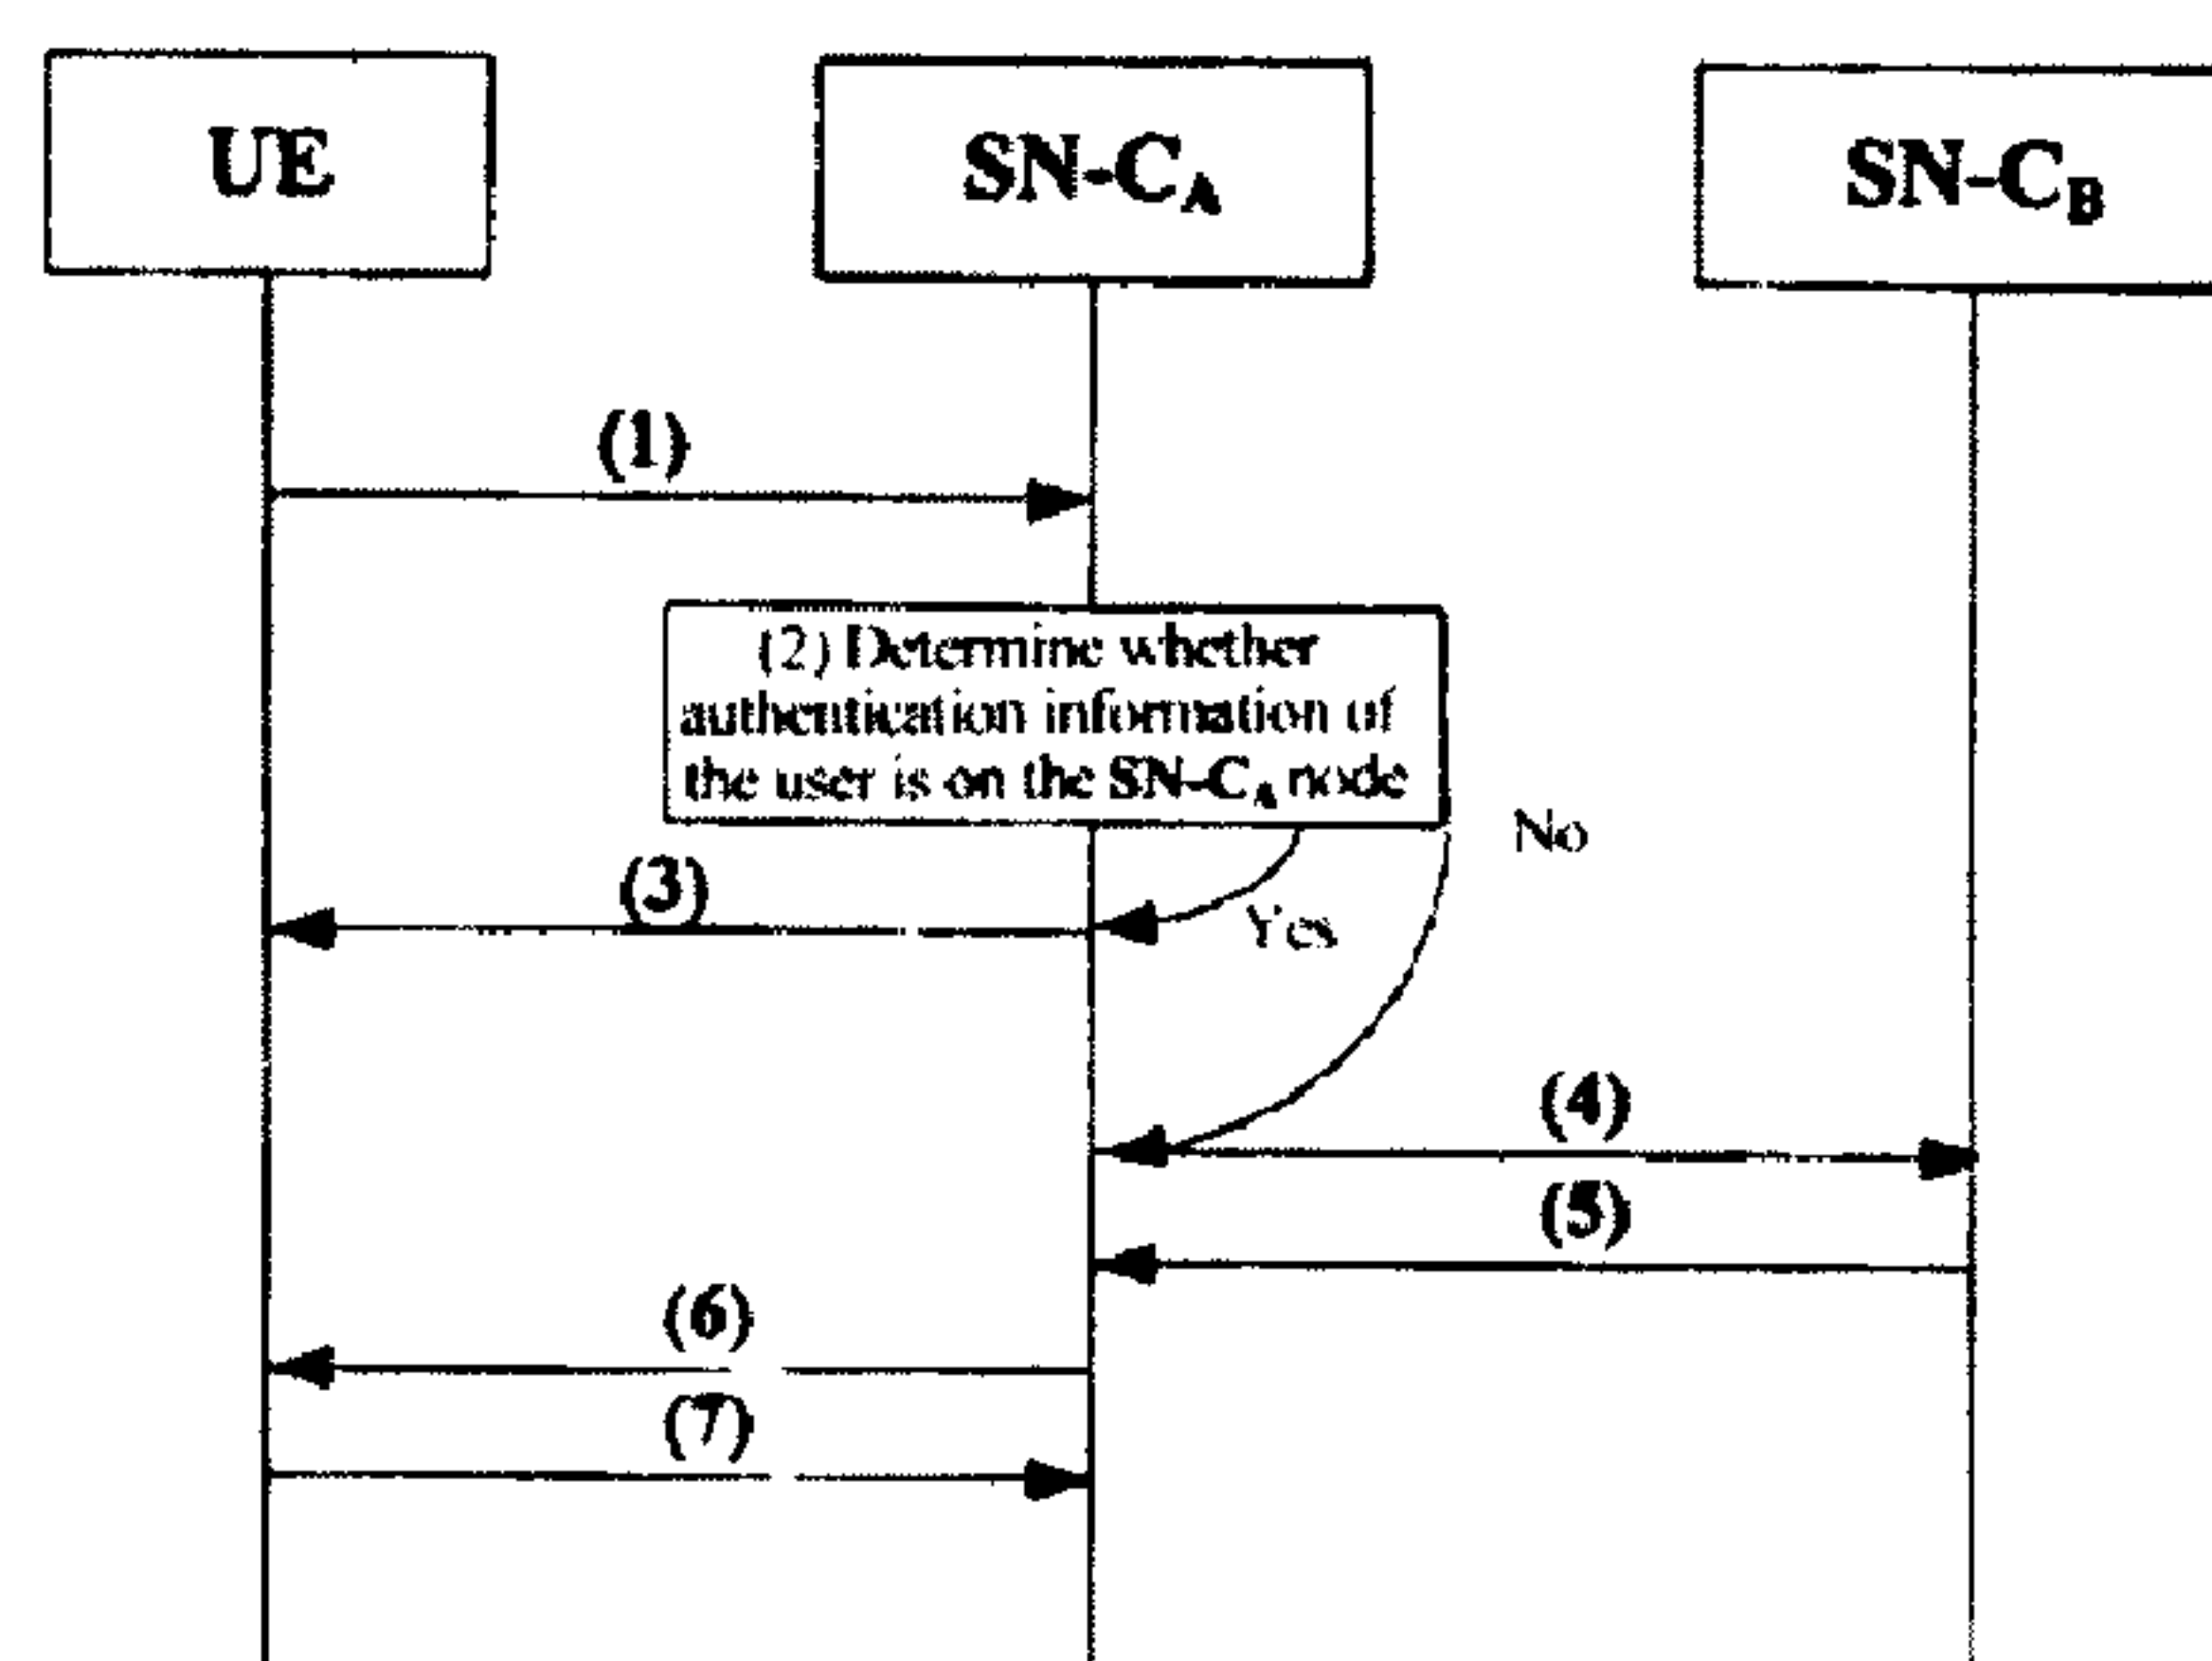 UE
SN-CA
SN-CB
(1)
(2) Determine whether
authentication information of
the user is on the SN-CA node
No
(3)
Yes
(4)
(5)
(6)
(7)